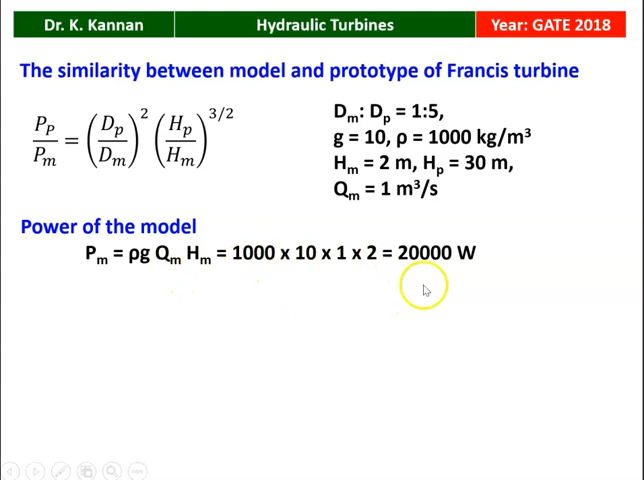 Dr. K. Kannan
Hydraulic Turbines
Year: GATE 2018
The similarity between model and prototype of Francis turbine
P_P/P_m = (D_p/D_m)^2 (H_p/H_m)^{3/2}
D_m: D_p = 1:5,
g = 10, ρ = 1000 kg/m³
H_m = 2 m, H_p = 30 m,
Q_m = 1 m³/s
Power of the model
P_m = ρg Q_m H_m = 1000 x 10 x 1 x 2 = 20000 W